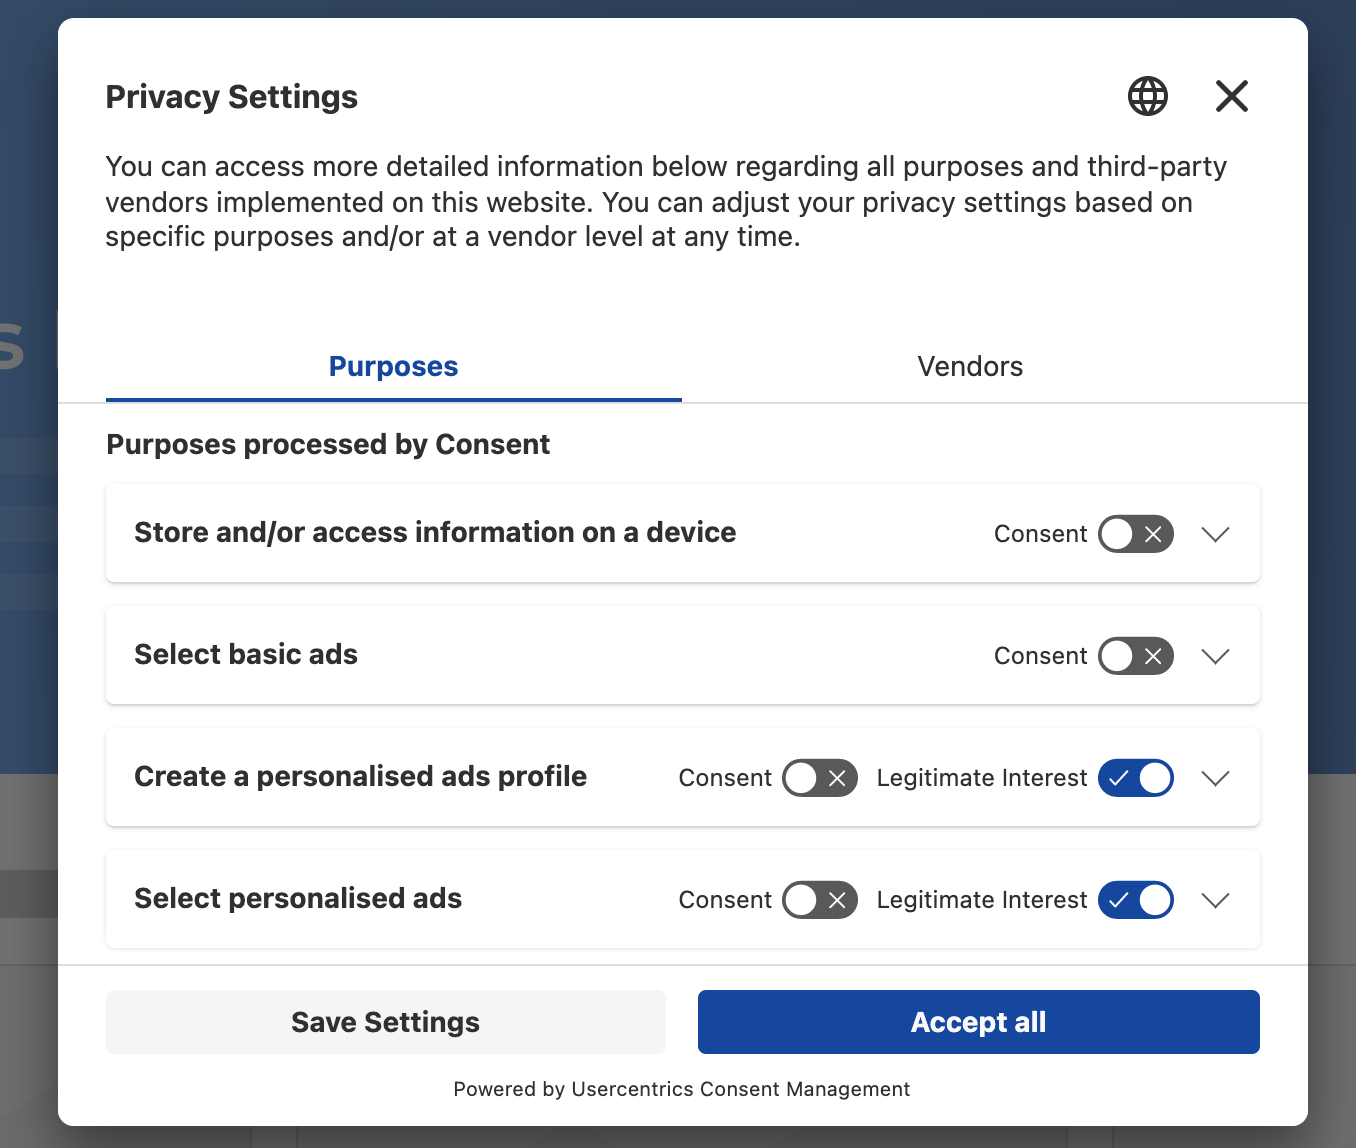 Privacy Settings
You can access more detailed information below regarding all purposes and third-party
vendors implemented on this website. You can adjust your privacy settings based on
specific purposes and/or at a vendor level at any time.
Purposes
Vendors
Purposes processed by Consent
Store and/or access information on a device Consent
Select basic ads Consent
Create a personalised ads profile Consent Legitimate Interest
Select personalised ads Consent Legitimate Interest
Save Settings
Accept all
Powered by Usercentrics Consent Management